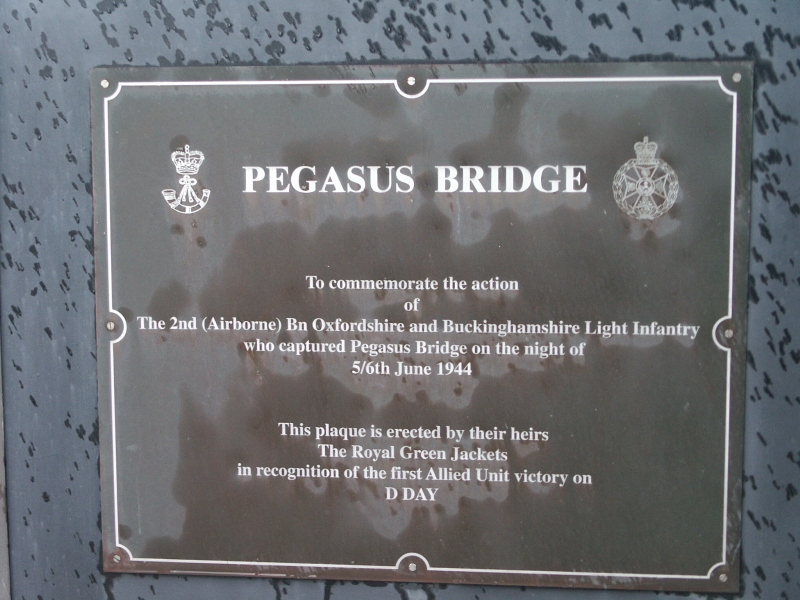 PEGASUS BRIDGE
To commemorate the action
of
The 2nd (Airborne) Bn Oxfordshire and Buckinghamshire Light Infantry
who captured Pegasus Bridge on the night of
5/6th June 1944
This plaque is erected by their heirs
The Royal Green Jackets
in recognition of the first Allied Unit victory on
D DAY